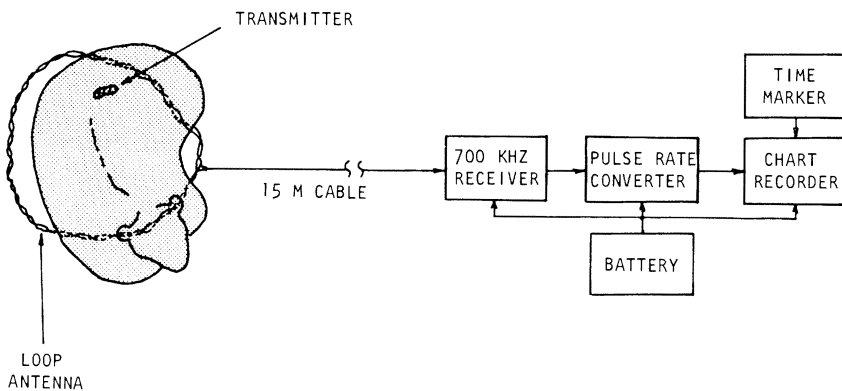 TRANSMITTER
TIME
MARKER
700 KHZ
RECEIVER
PULSE RATE
CONVERTER
CHART
RECORDER
15 M CABLE
BATTERY
LOOP
ANTENNA